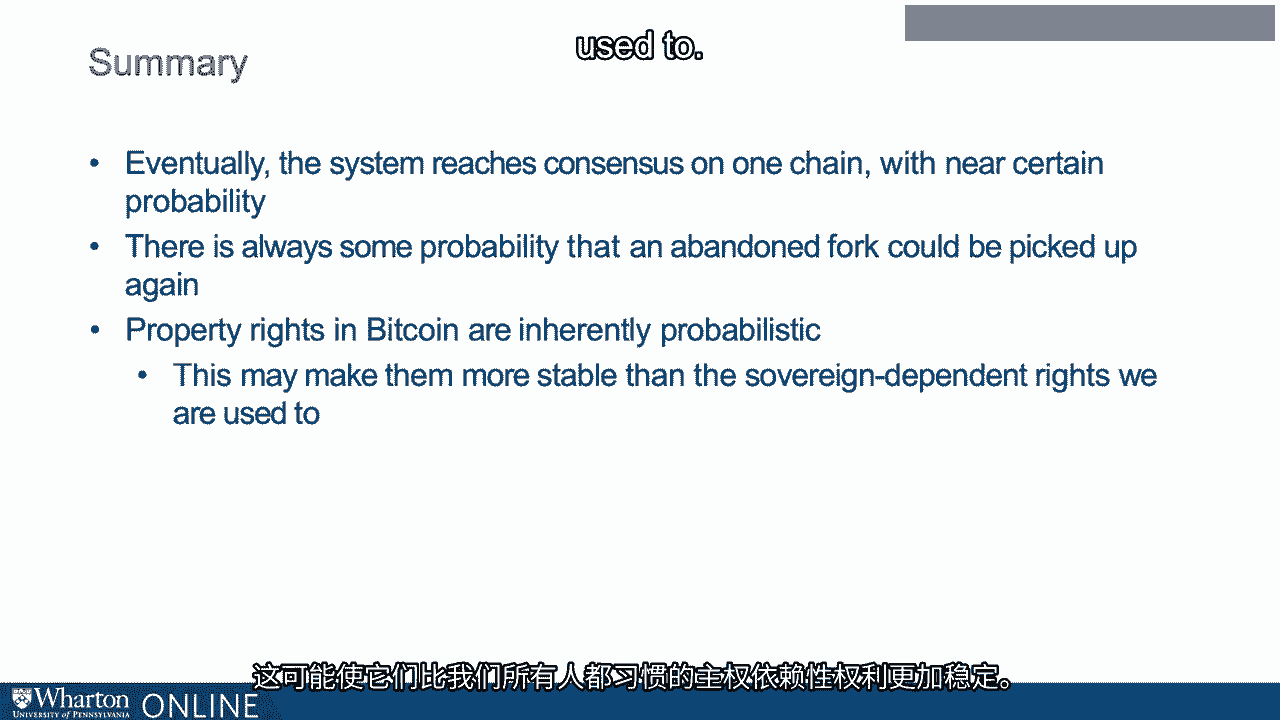 used to.
Summary
• Eventually, the system reaches consensus on one chain, with near certain
probability
• There is always some probability that an abandoned fork could be picked up
again
• Property rights in Bitcoin are inherently probabilistic
• This may make them more stable than the sovereign-dependent rights we
are used to
这可能使它们比我们所有人都习惯的主权依赖性权利更加稳定。
Wharton ONLINE
UNIVERSITY of PENNSYLVANIA